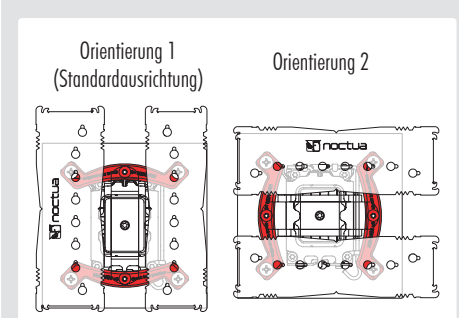 Orientierung 1
(Standardausrichtung)
Orientierung 2
noctua
noctua